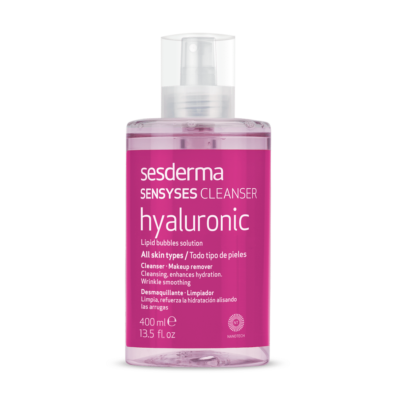 sesderma
SENSYSES CLEANSER
hyaluronic
Lipid bubbles solution
All skin types / Todo tipo de pieles
Cleanser · Makeup remover
Cleansing, enhances hydration.
Wrinkle smoothing
Desmaquillante · Limpiador
Limpia, refuerza la hidratación alisando
las arrugas
400 ml ℮
13.5 fl.oz